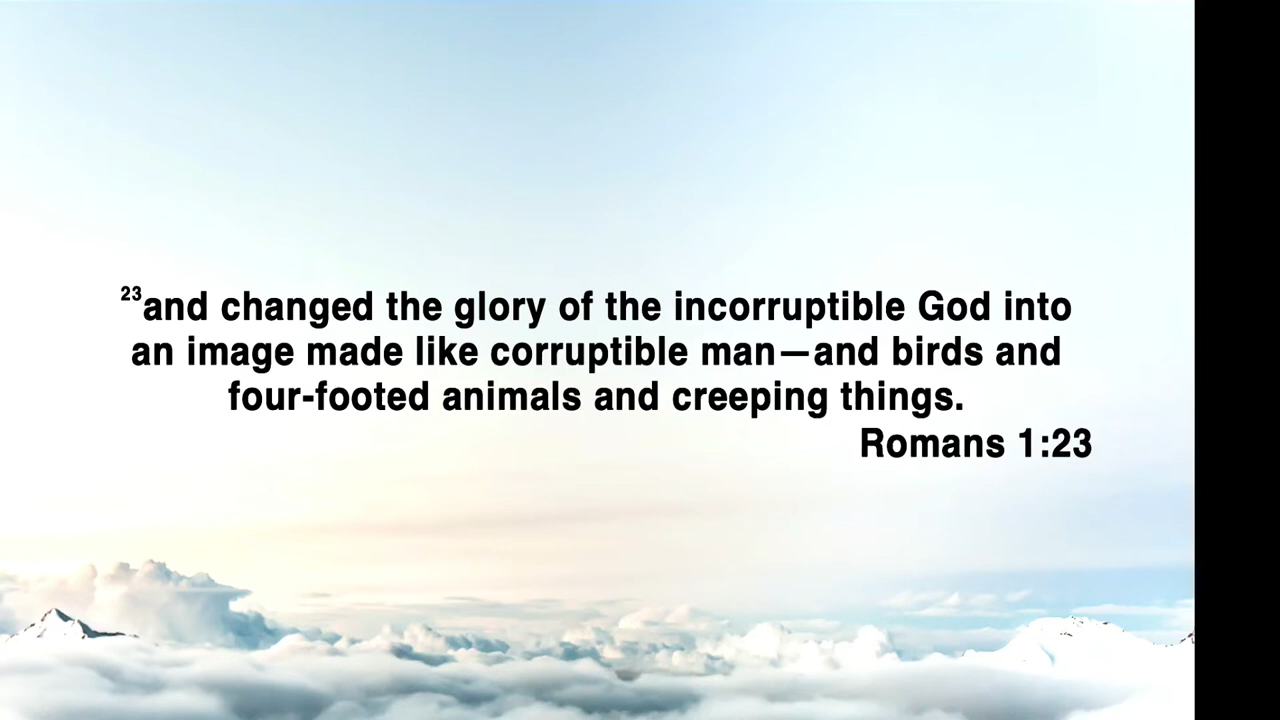 23and changed the glory of the incorruptible God into
an image made like corruptible man—and birds and
four-footed animals and creeping things.
Romans 1:23